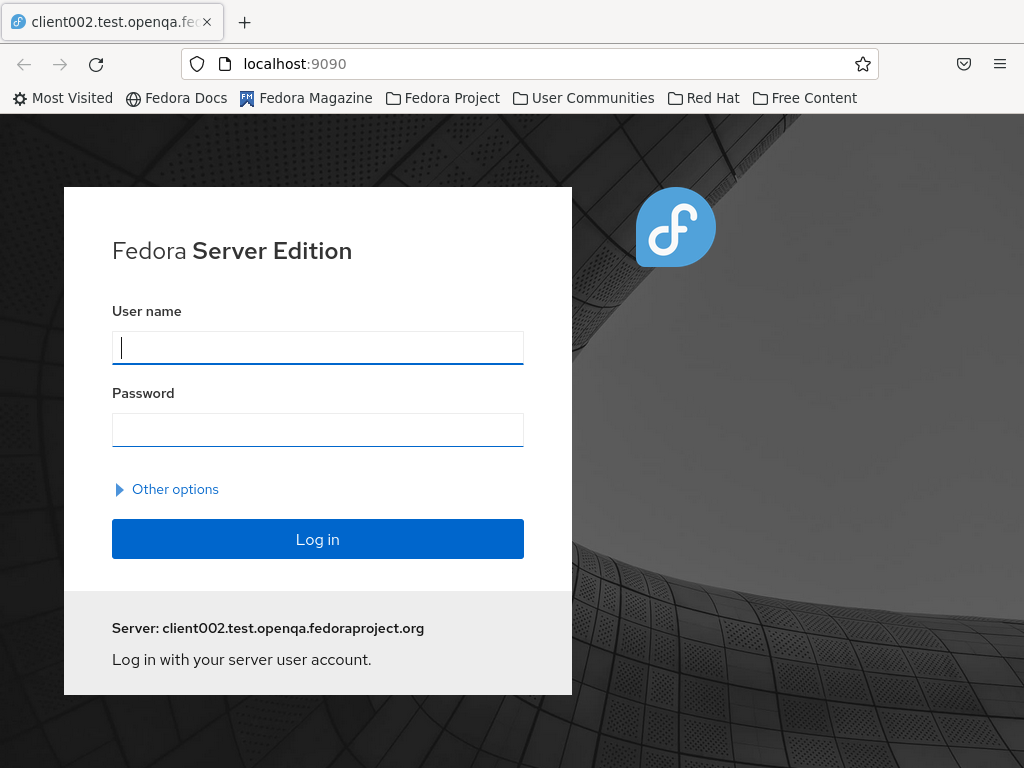 client002.test.openqa.fed
localhost:9090
Most Visited Fedora Docs Fedora Magazine Fedora Project User Communities Red Hat Free Content
Fedora Server Edition
User name
Password
Other options
Log in
Server: client002.test.openqa.fedoraproject.org
Log in with your server user account.